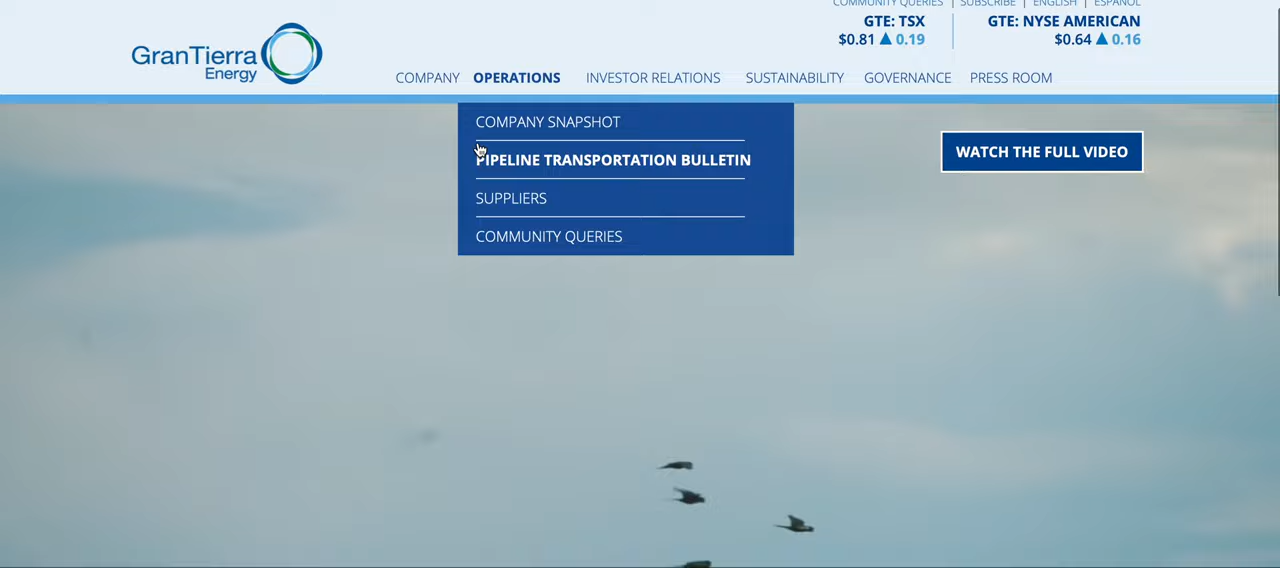 COMMUNITY QUERIES | SUBSCRIBE | ENGLISH | ESPAÑOL
GTE: TSX
$0.81 ▲ 0.19
GTE: NYSE AMERICAN
$0.64 ▲ 0.16
GranTierra
Energy
COMPANY OPERATIONS INVESTOR RELATIONS SUSTAINABILITY GOVERNANCE PRESS ROOM
COMPANY SNAPSHOT
PIPELINE TRANSPORTATION BULLETIN
SUPPLIERS
COMMUNITY QUERIES
WATCH THE FULL VIDEO